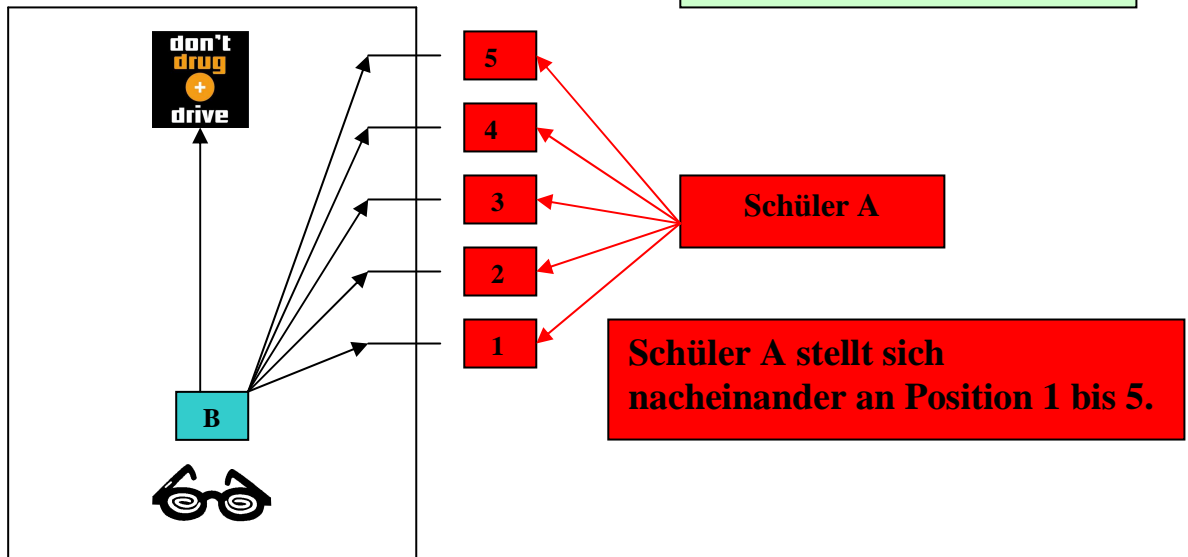 don't
drug
+
drive
5
4
3
Schüler A
2
1
Schüler A stellt sich
nacheinander an Position 1 bis 5.
B